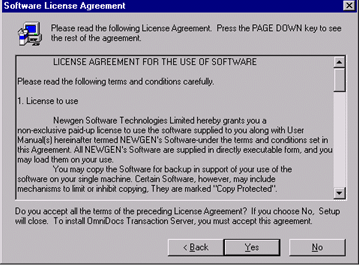 Software License Agreement
Please read the following License Agreement. Press the PAGE DOWN key to see
the rest of the agreement.
LICENSE AGREEMENT FOR THE USE OF SOFTWARE
Please read the following terms and conditions carefully.
1. License to use
Newgen Software Technologies Limited hereby grants you a
non-exclusive paid-up license to use the software supplied to you along with User
Manual(s) hereinafter termed NEWGEN's Software-under the terms and conditions set in
this Agreement. All NEWGEN's Software are supplied in directly executable form, and you
may load them on your use.
You may copy the Software for backup in support of your use of the
software on your single machine. Certain Software, however, may include
mechanisms to limit or inhibit copying, They are marked "Copy Protected".
Do you accept all the terms of the preceding License Agreement? If you choose No, Setup
will close. To install OmniDocs Transaction Server, you must accept this agreement.
< Back Yes No